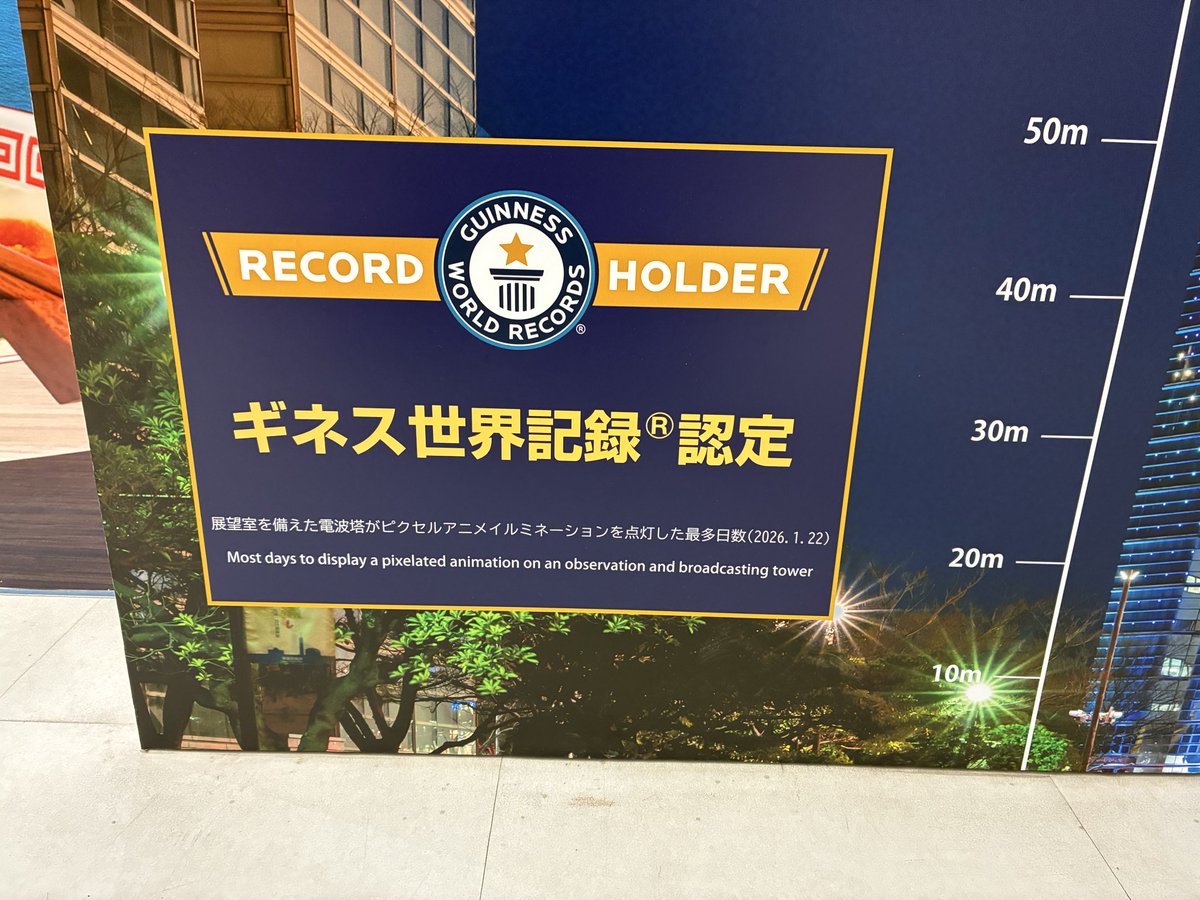 RECORD HOLDER
GUINNESS WORLD RECORDS®
ギネス世界記録®認定
展望室を備えた電波塔がピクセルアニメイルミネーションを点灯した最多日数(2026.1.22)
Most days to display a pixelated animation on an observation and broadcasting tower
50m
40m
30m
20m
10m